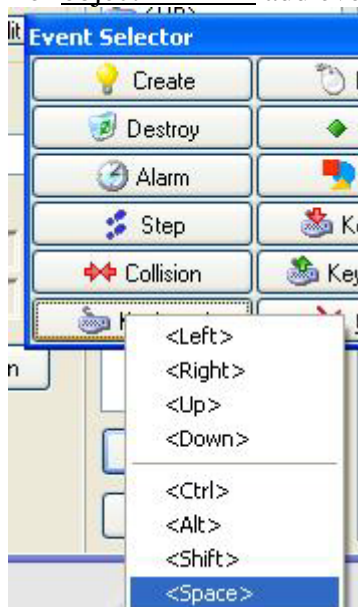 Event Selector
Create
Destroy
Alarm
Step
Collision
<Left>
<Right>
<Up>
<Down>
<Ctrl>
<Alt>
<Shift>
<Space>